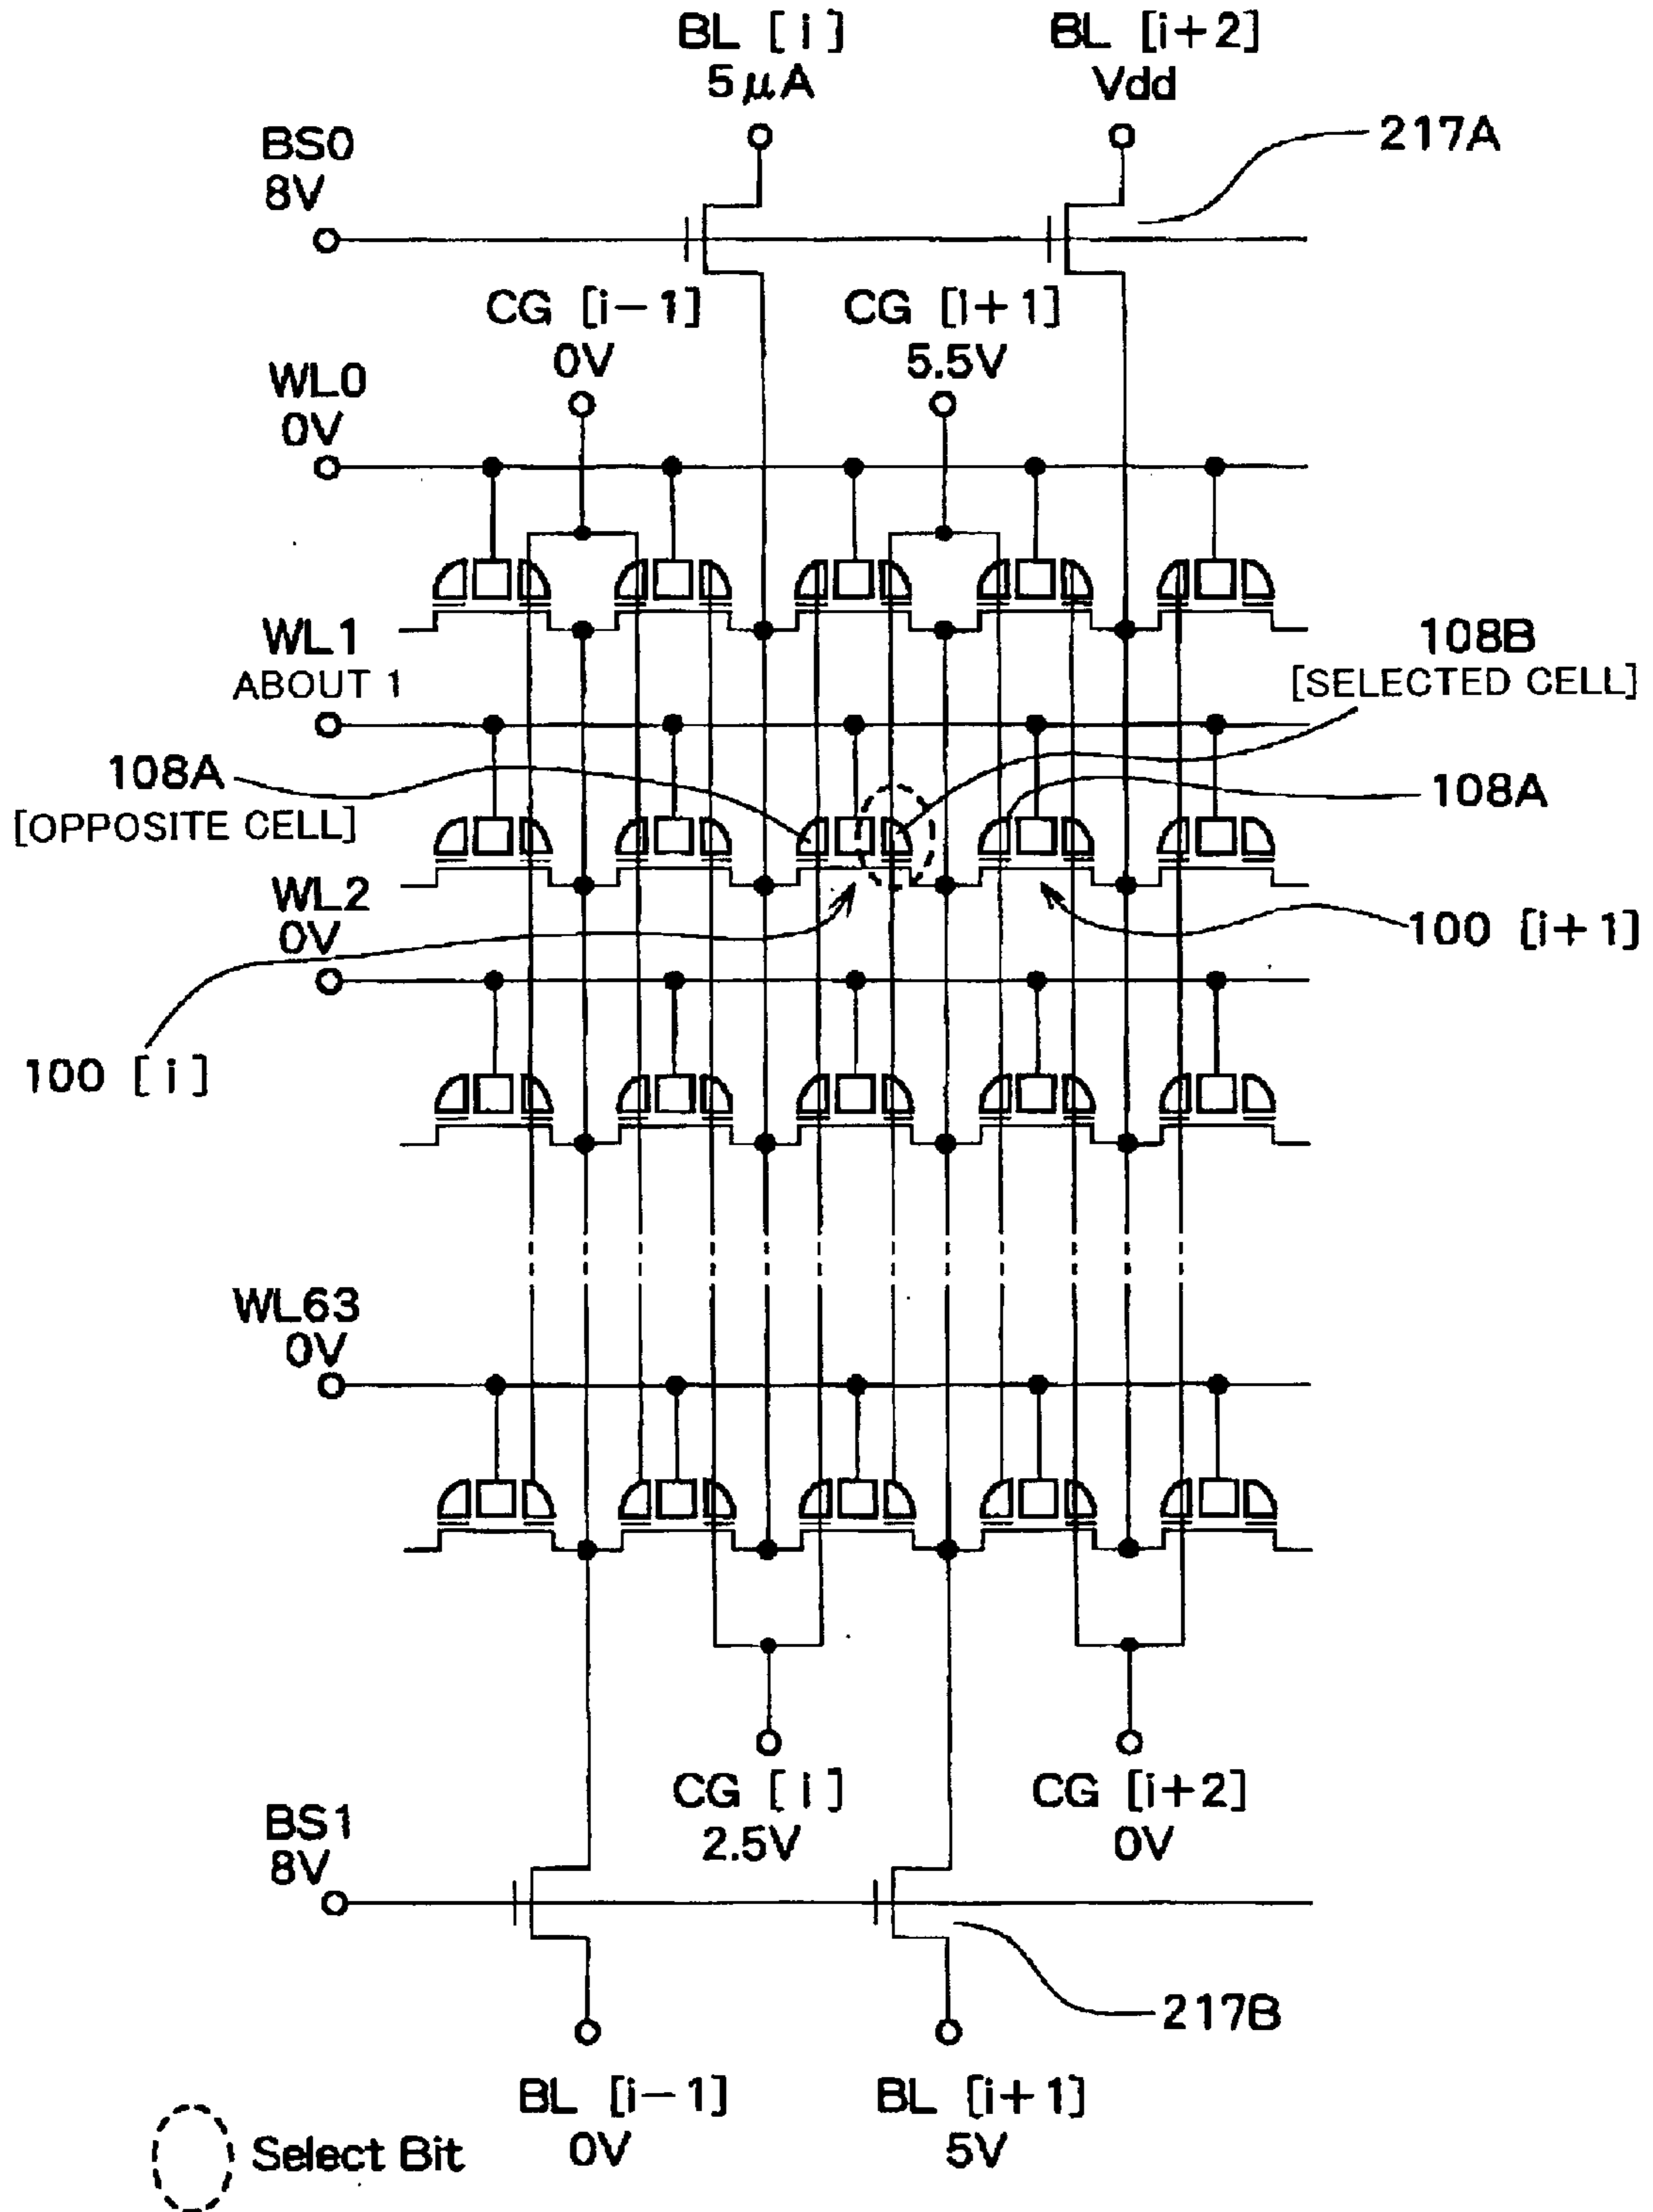 BL [i]
5μA
BL [i+2]
Vdd
217A
BS0
8V
CG [i-1]
0V
CG [i+1]
5.5V
WL0
0V
WL1
ABOUT 1
108B
[SELECTED CELL]
108A
[OPPOSITE CELL]
108A
WL2
0V
100 [i+1]
100 [i]
WL63
0V
CG [i]
2.5V
CG [i+2]
0V
BS1
8V
217B
BL [i-1]
0V
BL [i+1]
5V
Select Bit